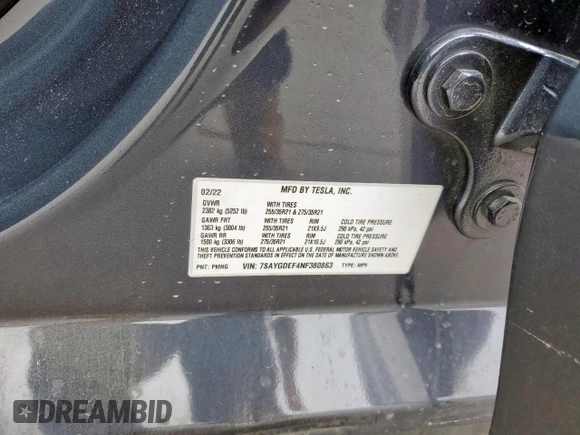 02/22 MFD BY TESLA, INC.
GVWR WITH TIRES
2382 kg (5252 lb) 255/35R21 & 275/35R21
GAWR FRT WITH TIRES RIM COLD TIRE PRESSURE
1363 kg (3004 lb) 255/35R21 21X9.5J 290 kPa, 42 psi
GAWR RR WITH TIRES RIM COLD TIRE PRESSURE
1500 kg (3306 lb) 275/35R21 21X10.5J 290 kPa, 42 psi
THIS VEHICLE CONFORMS TO ALL APPLICABLE U.S. FEDERAL MOTOR VEHICLE SAFETY AND
THEFT PREVENTION STANDARDS IN EFFECT ON THE DATE OF MANUFACTURE SHOWN ABOVE.
PNT: PMNG VIN: 7SAYGDEF4NF380863 TYPE: MPV
DREAMBID